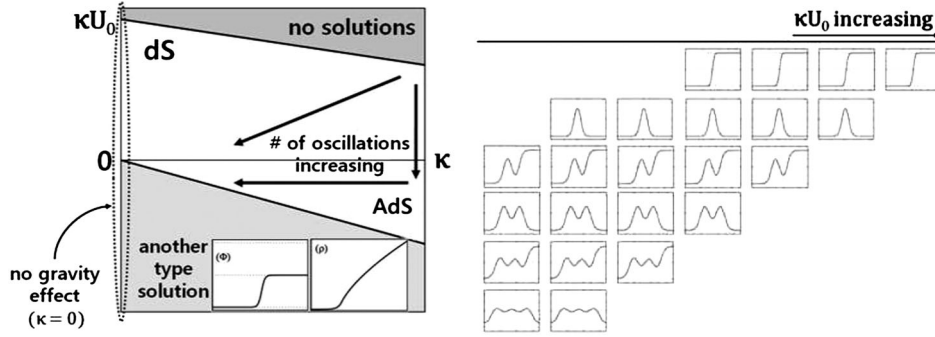 κU₀
no solutions
dS
# of oscillations
increasing
0
κ
AdS
another
type
solution
(Φ)
(ρ)
no gravity
effect
(κ = 0)
κU₀ increasing